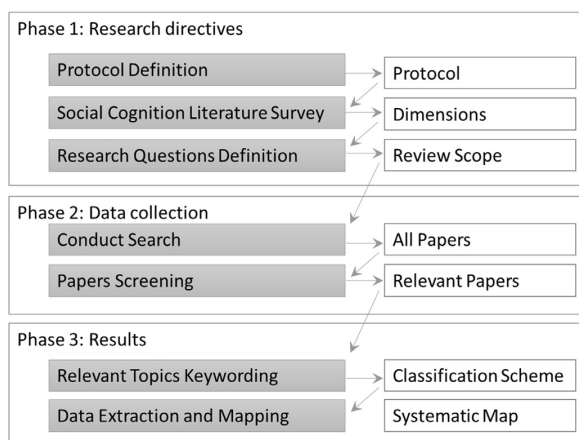 Phase 1: Research directives
Protocol Definition
Protocol
Social Cognition Literature Survey
Dimensions
Research Questions Definition
Review Scope
Phase 2: Data collection
Conduct Search
All Papers
Papers Screening
Relevant Papers
Phase 3: Results
Relevant Topics Keywording
Classification Scheme
Data Extraction and Mapping
Systematic Map